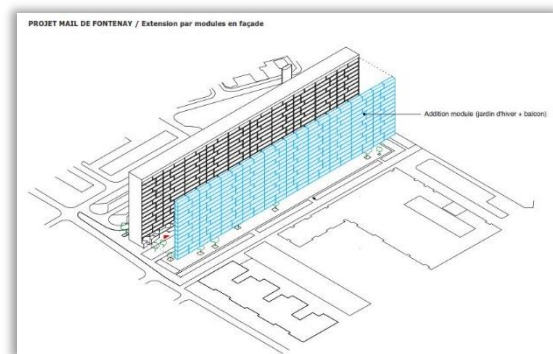 PROJET MAIL DE FONTENAY / Extension par modules en façade
Addition module (jardin d'hiver + balcon)